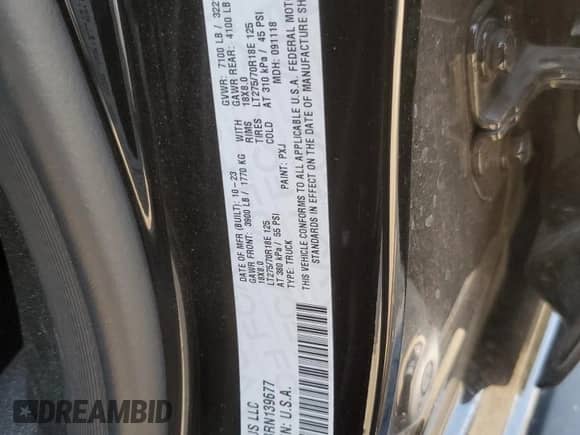 US LLC
DATE OF MFR (BUILT): 10-23 GVWR: 7100 LB / 322
GAWR FRONT: 3900 LB / 1770 KG WITH GAWR REAR: 4100 LB
18X8.0 RIMS 18X8.0
LT275/70R18E 125 TIRES LT275/70R18E 125
AT 380 kPa / 55 PSI COLD AT 310 kPa / 45 PSI
TYPE: TRUCK PAINT: PXJ MDH: 091118
THIS VEHICLE CONFORMS TO ALL APPLICABLE U.S.A. FEDERAL MOTO
STANDARDS IN EFFECT ON THE DATE OF MANUFACTURE SH
RN139677
N: U.S.A.
DREAMBID